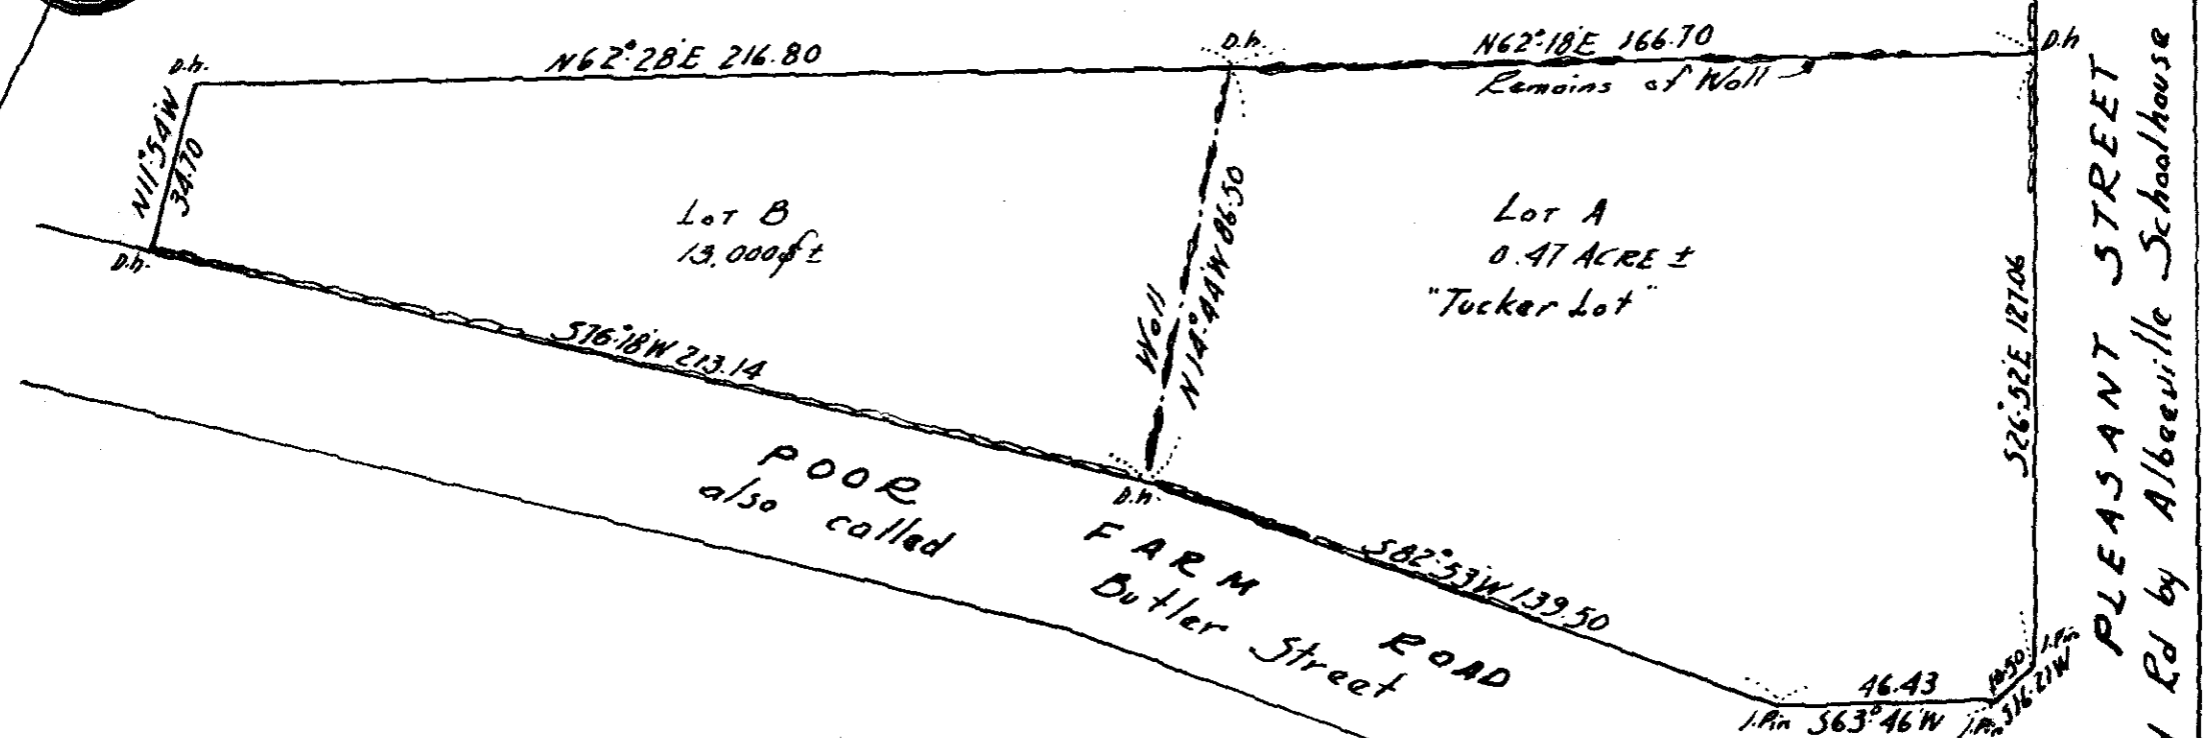 D.h.
N62°28'E 216.80
D.h.
N62°18'E 166.70
D.h
Remains of Wall
N11°54'W
34.70
D.h.
LOT B
13,000 ▢' ±
Wall
N14°44'W 86.50
LOT A
0.47 ACRE ±
"Tucker Lot"
S26°52'E 127.06
S76°18'W 213.14
D.h.
S82°53'W 139.50
POOR FARM ROAD
also called Butler Street
I.Pin
46.43
S63°46'W
I.Pin
S16°21'W
I.Pin
PLEASANT STREET
Rd by Albeeville Schoolhouse